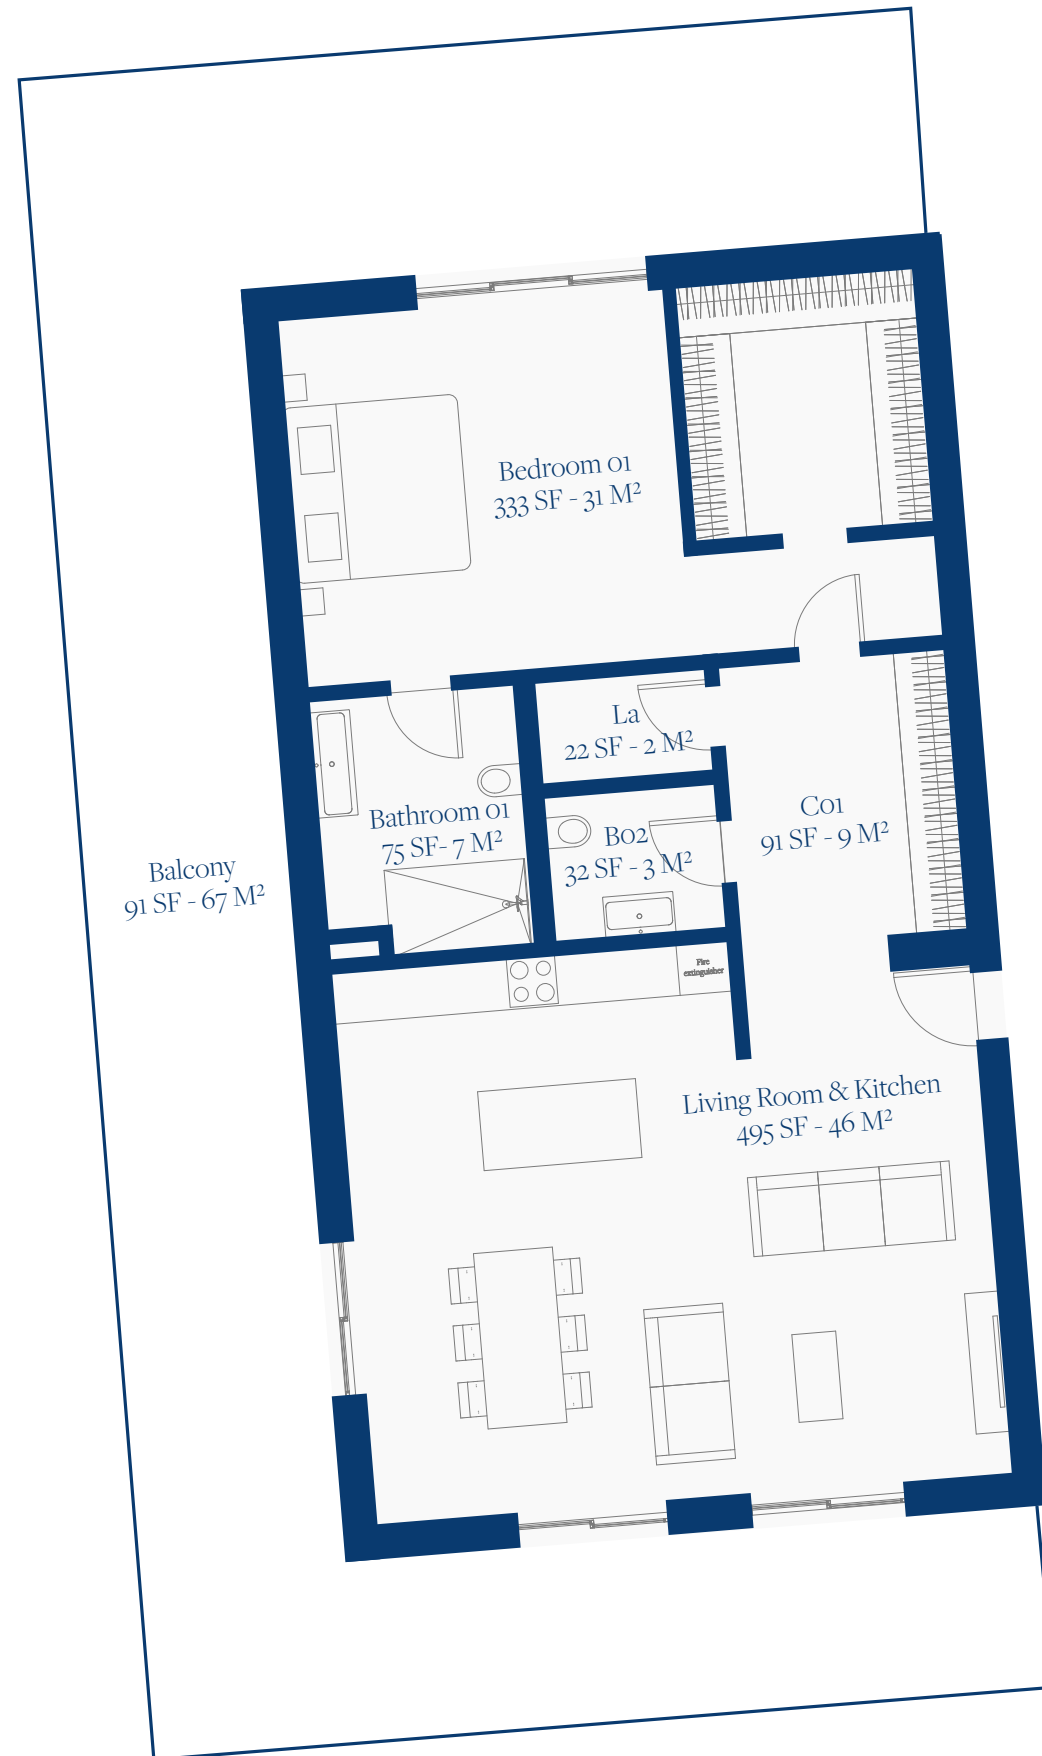 Bedroom 01
333 SF - 31 M²
La
22 SF - 2 M²
Bathroom 01
75 SF- 7 M²
B02
32 SF - 3 M²
C01
91 SF - 9 M²
Balcony
91 SF - 67 M²
Fire
extinguisher
Living Room & Kitchen
495 SF - 46 M²